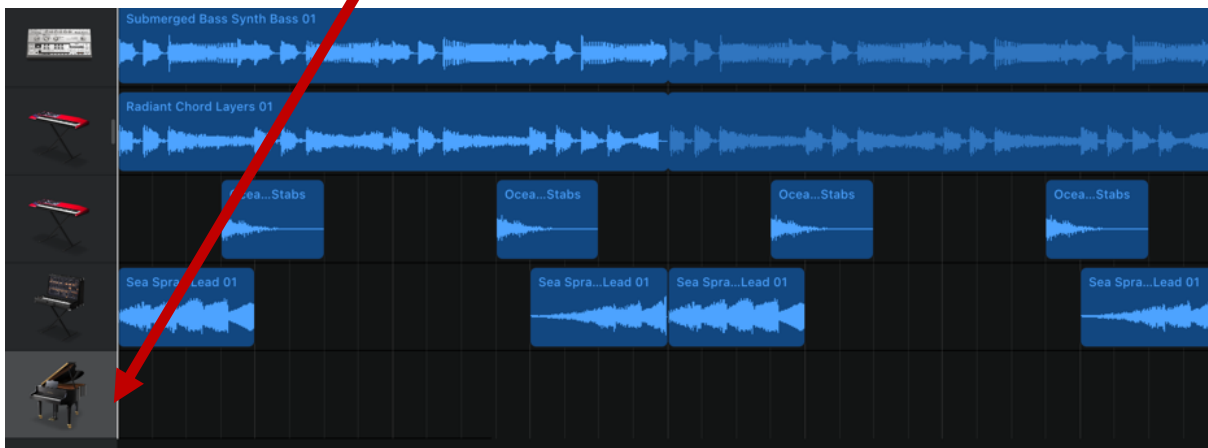 Submerged Bass Synth Bass 01
Radiant Chord Layers 01
Ocea...Stabs
Ocea...Stabs
Ocea...Stabs
Ocea...Stabs
Sea Spra...Lead 01
Sea Spra...Lead 01
Sea Spra...Lead 01
Sea Spra...Lead 01